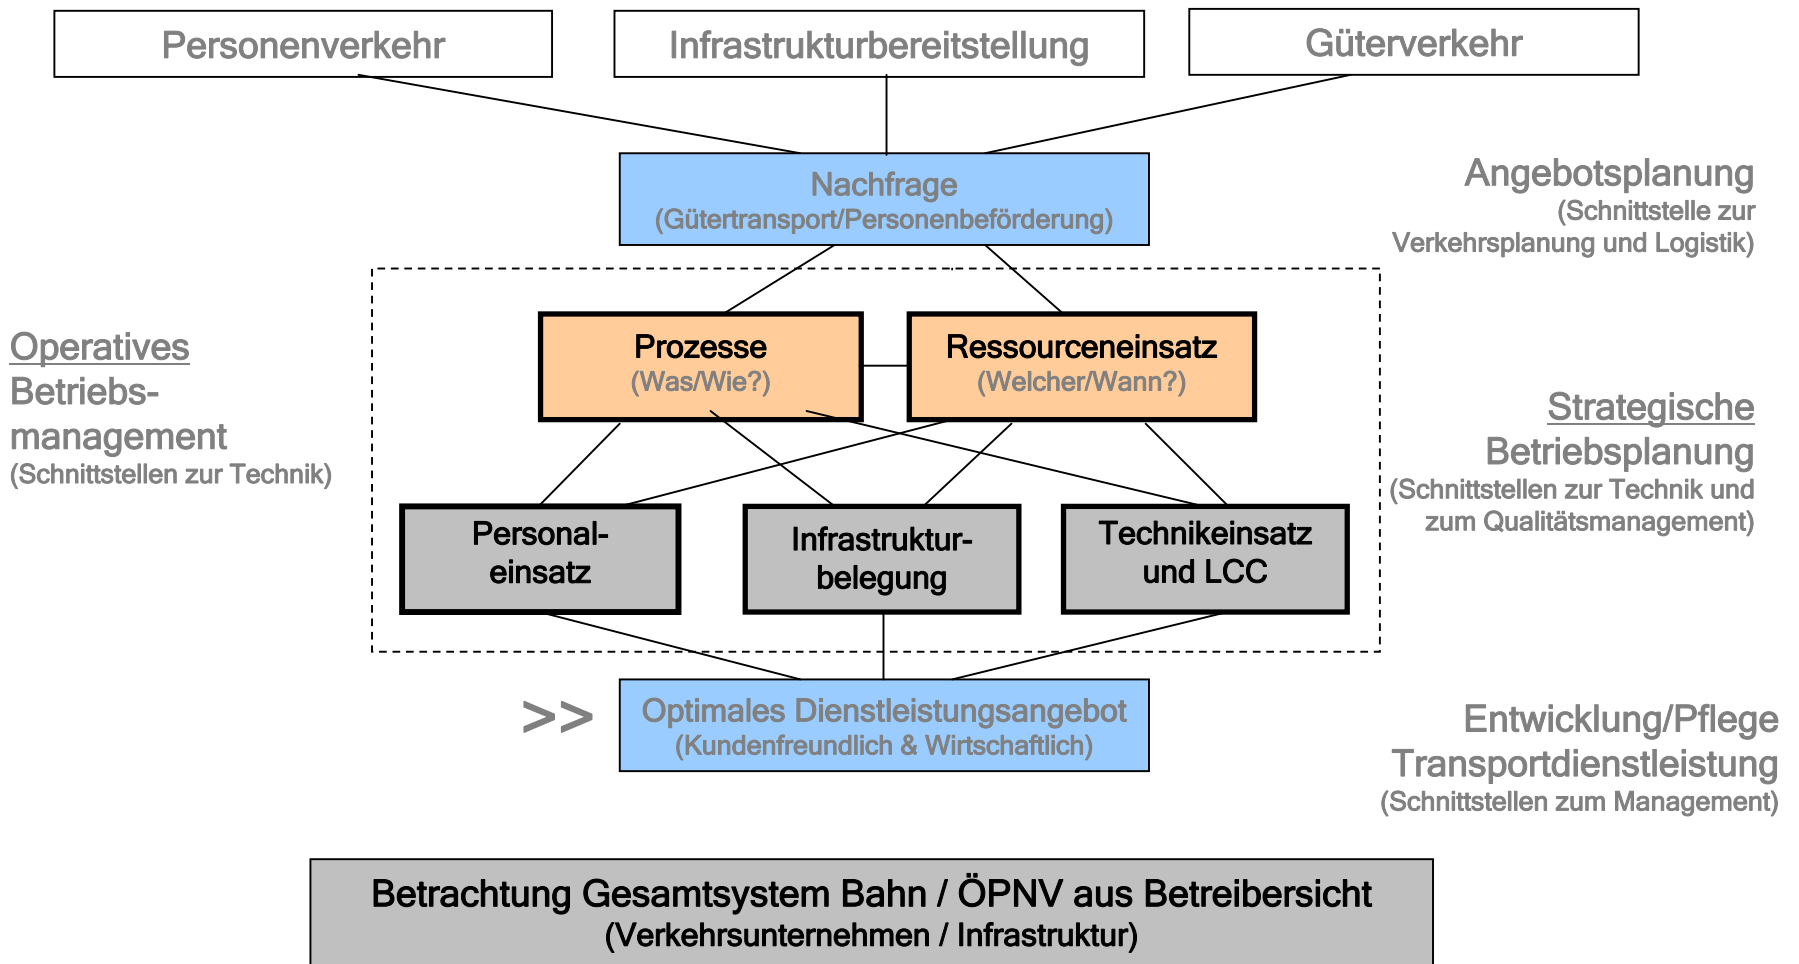 Personenverkehr
Infrastrukturbereitstellung
Güterverkehr
Nachfrage
(Gütertransport/Personenbeförderung)
Angebotsplanung
(Schnittstelle zur
Verkehrsplanung und Logistik)
Operatives
Betriebs-
management
(Schnittstellen zur Technik)
Prozesse
(Was/Wie?)
Ressourceneinsatz
(Welcher/Wann?)
Strategische
Betriebsplanung
(Schnittstellen zur Technik und
zum Qualitätsmanagement)
Personal-
einsatz
Infrastruktur-
belegung
Technikeinsatz
und LCC
>>
Optimales Dienstleistungsangebot
(Kundenfreundlich & Wirtschaftlich)
Entwicklung/Pflege
Transportdienstleistung
(Schnittstellen zum Management)
Betrachtung Gesamtsystem Bahn / ÖPNV aus Betreibersicht
(Verkehrsunternehmen / Infrastruktur)